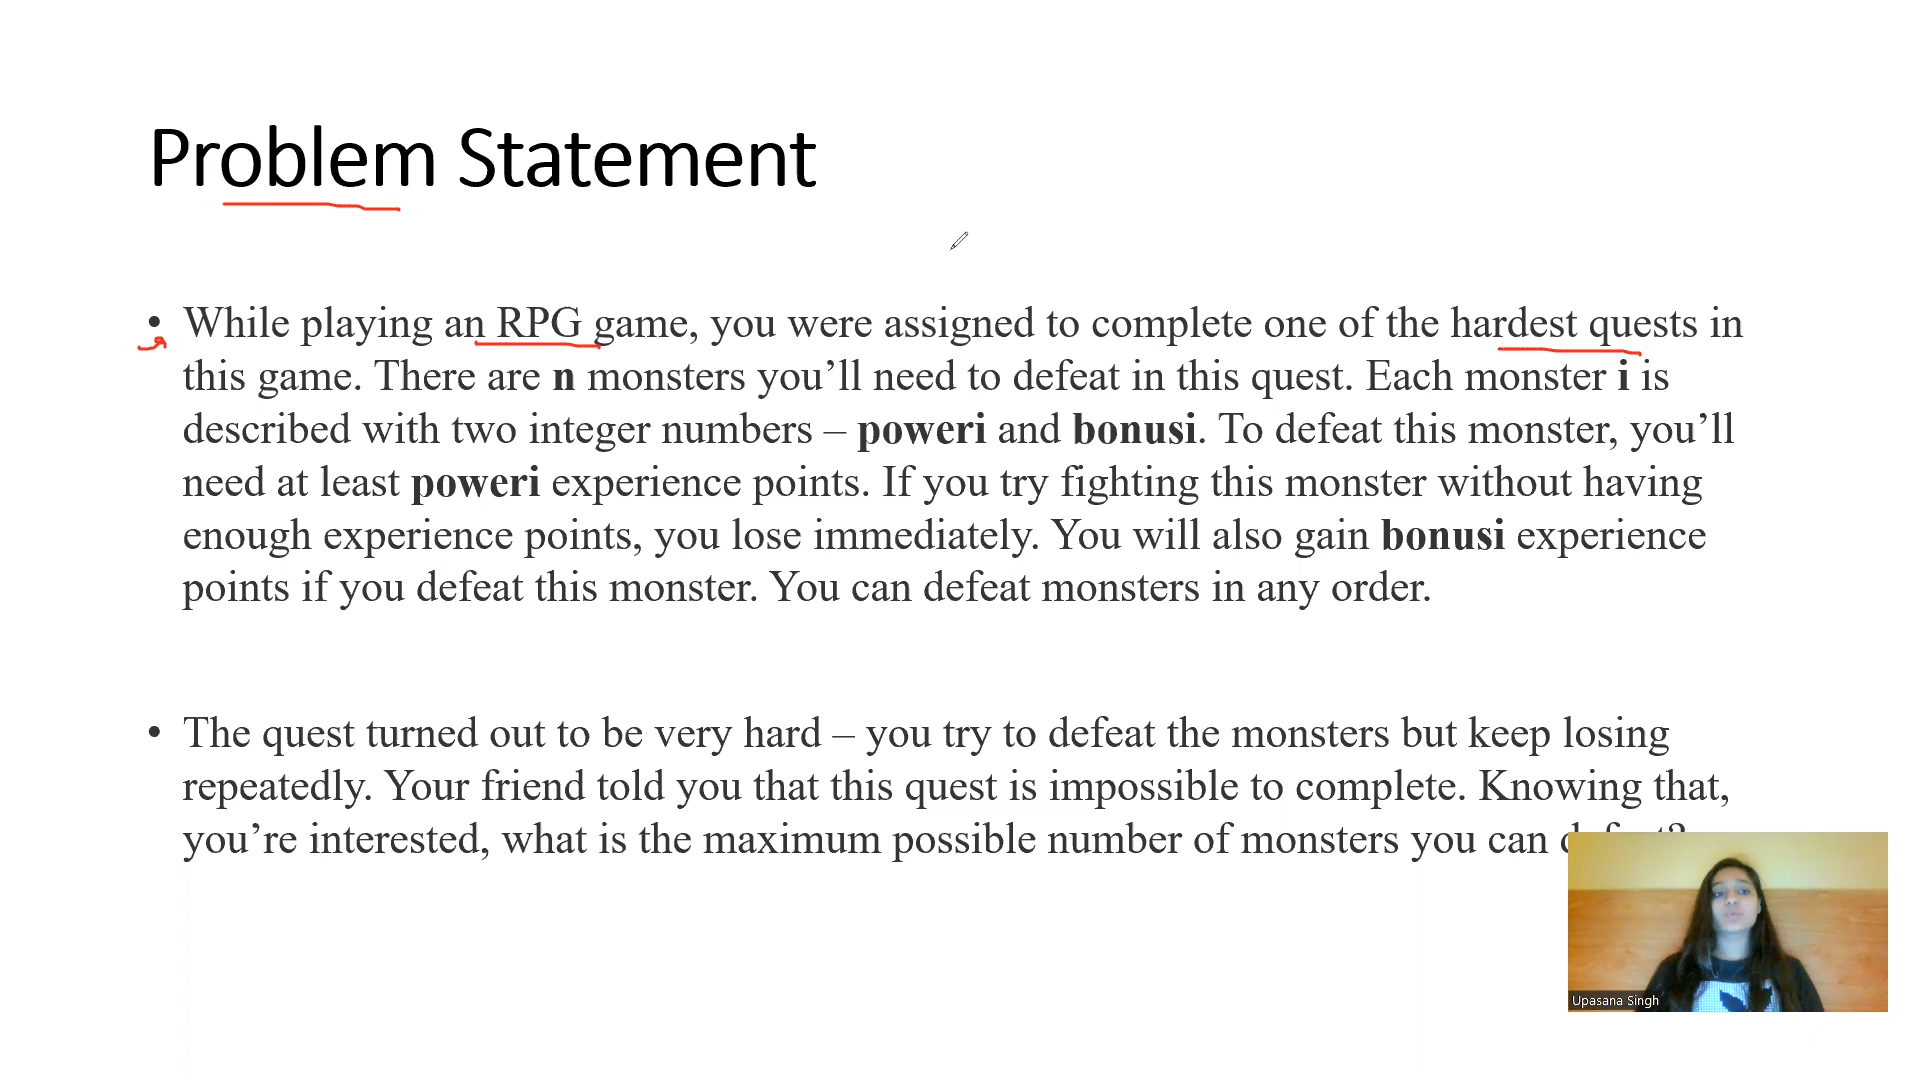 Problem Statement
• While playing an RPG game, you were assigned to complete one of the hardest quests in
this game. There are n monsters you’ll need to defeat in this quest. Each monster i is
described with two integer numbers – poweri and bonusi. To defeat this monster, you’ll
need at least poweri experience points. If you try fighting this monster without having
enough experience points, you lose immediately. You will also gain bonusi experience
points if you defeat this monster. You can defeat monsters in any order.
• The quest turned out to be very hard – you try to defeat the monsters but keep losing
repeatedly. Your friend told you that this quest is impossible to complete. Knowing that,
you’re interested, what is the maximum possible number of monsters you can
Upasana Singh